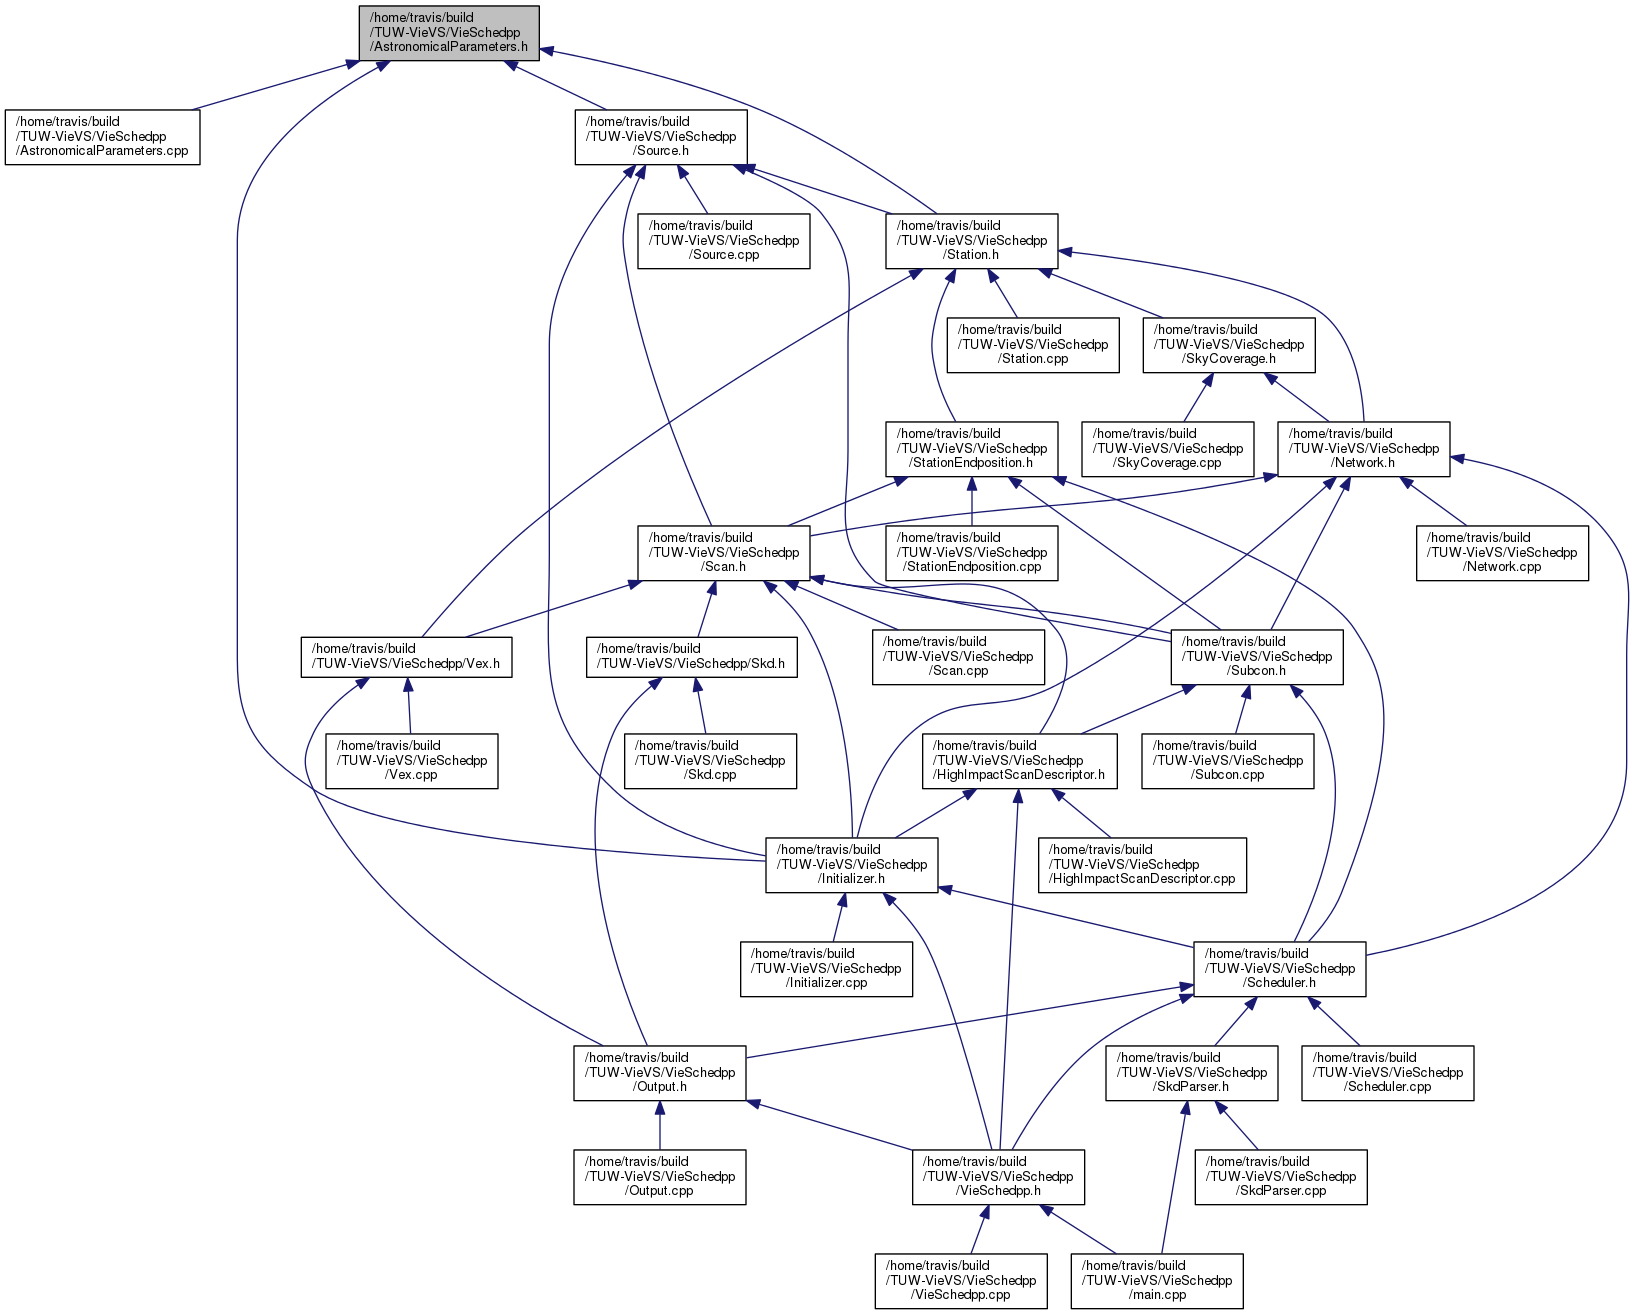 /home/travis/build
/TUW-VieVS/VieSchedpp
/AstronomicalParameters.h
/home/travis/build
/TUW-VieVS/VieSchedpp
/AstronomicalParameters.cpp
/home/travis/build
/TUW-VieVS/VieSchedpp
/Source.h
/home/travis/build
/TUW-VieVS/VieSchedpp
/Source.cpp
/home/travis/build
/TUW-VieVS/VieSchedpp
/Station.h
/home/travis/build
/TUW-VieVS/VieSchedpp
/Station.cpp
/home/travis/build
/TUW-VieVS/VieSchedpp
/SkyCoverage.h
/home/travis/build
/TUW-VieVS/VieSchedpp
/StationEndposition.h
/home/travis/build
/TUW-VieVS/VieSchedpp
/SkyCoverage.cpp
/home/travis/build
/TUW-VieVS/VieSchedpp
/Network.h
/home/travis/build
/TUW-VieVS/VieSchedpp
/Scan.h
/home/travis/build
/TUW-VieVS/VieSchedpp
/StationEndposition.cpp
/home/travis/build
/TUW-VieVS/VieSchedpp
/Network.cpp
/home/travis/build
/TUW-VieVS/VieSchedpp/Vex.h
/home/travis/build
/TUW-VieVS/VieSchedpp/Skd.h
/home/travis/build
/TUW-VieVS/VieSchedpp
/Scan.cpp
/home/travis/build
/TUW-VieVS/VieSchedpp
/Subcon.h
/home/travis/build
/TUW-VieVS/VieSchedpp
/Vex.cpp
/home/travis/build
/TUW-VieVS/VieSchedpp
/Skd.cpp
/home/travis/build
/TUW-VieVS/VieSchedpp
/HighImpactScanDescriptor.h
/home/travis/build
/TUW-VieVS/VieSchedpp
/Subcon.cpp
/home/travis/build
/TUW-VieVS/VieSchedpp
/Initializer.h
/home/travis/build
/TUW-VieVS/VieSchedpp
/HighImpactScanDescriptor.cpp
/home/travis/build
/TUW-VieVS/VieSchedpp
/Initializer.cpp
/home/travis/build
/TUW-VieVS/VieSchedpp
/Scheduler.h
/home/travis/build
/TUW-VieVS/VieSchedpp
/Output.h
/home/travis/build
/TUW-VieVS/VieSchedpp
/SkdParser.h
/home/travis/build
/TUW-VieVS/VieSchedpp
/Scheduler.cpp
/home/travis/build
/TUW-VieVS/VieSchedpp
/Output.cpp
/home/travis/build
/TUW-VieVS/VieSchedpp
/VieSchedpp.h
/home/travis/build
/TUW-VieVS/VieSchedpp
/SkdParser.cpp
/home/travis/build
/TUW-VieVS/VieSchedpp
/VieSchedpp.cpp
/home/travis/build
/TUW-VieVS/VieSchedpp
/main.cpp